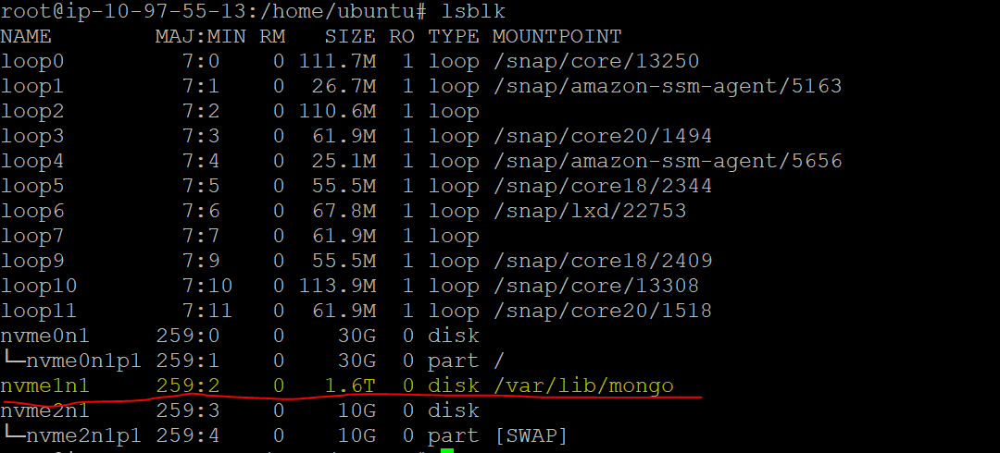 root@ip-10-97-55-13:/home/ubuntu# lsblk
NAME        MAJ:MIN RM   SIZE RO TYPE MOUNTPOINT
loop0         7:0    0 111.7M  1 loop /snap/core/13250
loop1         7:1    0  26.7M  1 loop /snap/amazon-ssm-agent/5163
loop2         7:2    0 110.6M  1 loop
loop3         7:3    0  61.9M  1 loop /snap/core20/1494
loop4         7:4    0  25.1M  1 loop /snap/amazon-ssm-agent/5656
loop5         7:5    0  55.5M  1 loop /snap/core18/2344
loop6         7:6    0  67.8M  1 loop /snap/lxd/22753
loop7         7:7    0  61.9M  1 loop
loop9         7:9    0  55.5M  1 loop /snap/core18/2409
loop10        7:10   0 113.9M  1 loop /snap/core/13308
loop11        7:11   0  61.9M  1 loop /snap/core20/1518
nvme0n1     259:0    0    30G  0 disk
└─nvme0n1p1 259:1    0    30G  0 part /
nvme1n1     259:2    0   1.6T  0 disk /var/lib/mongo
nvme2n1     259:3    0    10G  0 disk
└─nvme2n1p1 259:4    0    10G  0 part [SWAP]